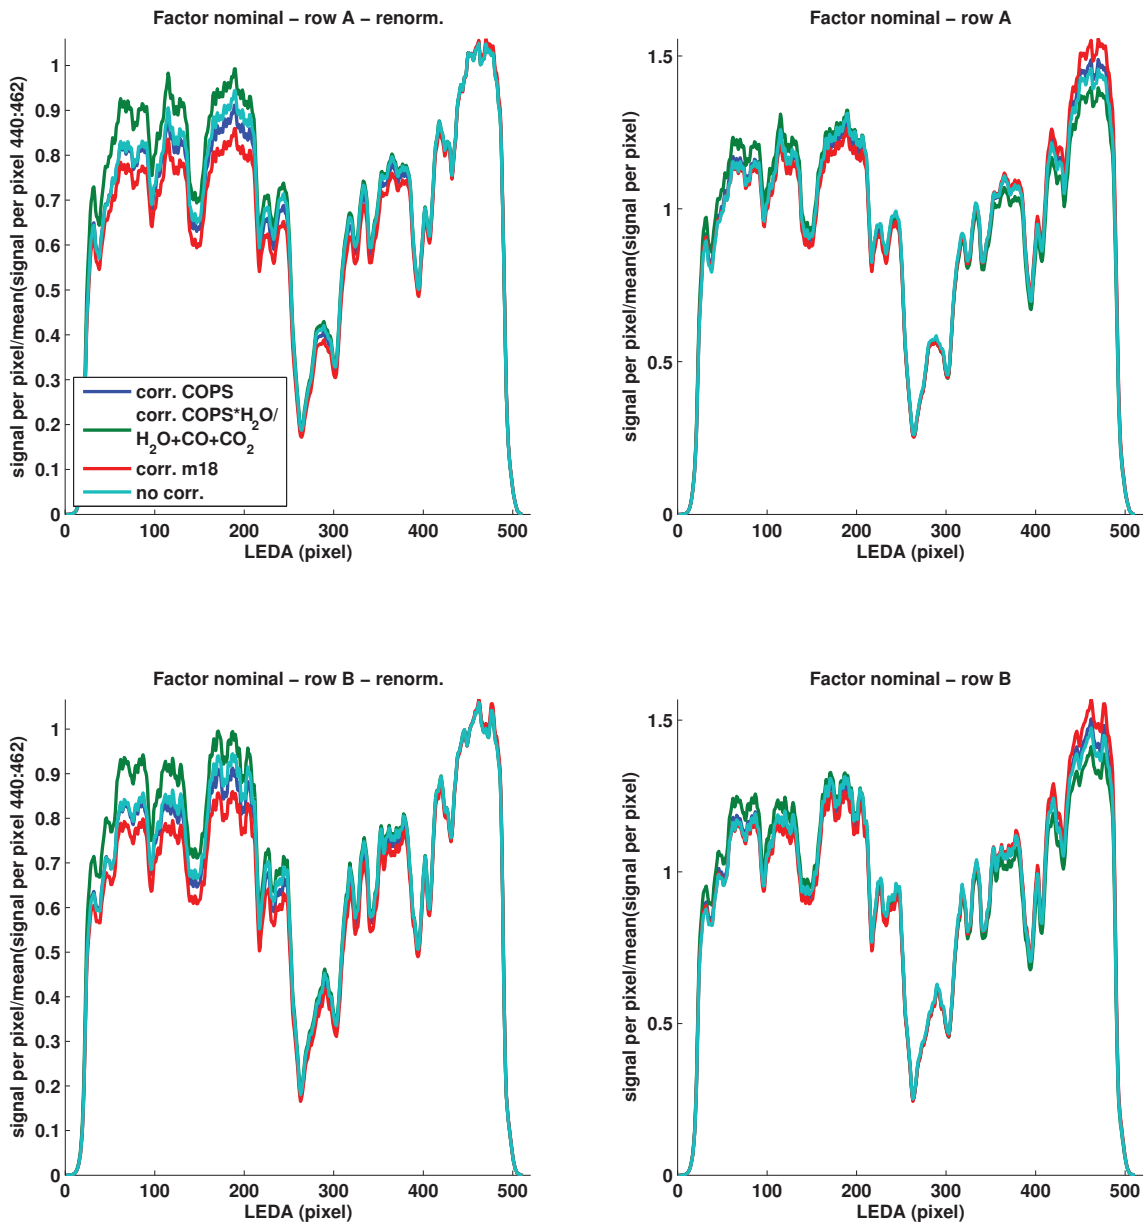 Factor nominal – row A – renorm.
signal per pixel/mean(signal per pixel 440:462)
1
0.9
0.8
0.7
0.6
0.5
0.4
0.3
0.2
0.1
0
corr. COPS
corr. COPS*H2O/
H2O+CO+CO2
corr. m18
no corr.
0 100 200 300 400 500
LEDA (pixel)
Factor nominal – row A
signal per pixel/mean(signal per pixel)
1.5
1
0.5
0
0 100 200 300 400 500
LEDA (pixel)
Factor nominal – row B – renorm.
signal per pixel/mean(signal per pixel 440:462)
1
0.9
0.8
0.7
0.6
0.5
0.4
0.3
0.2
0.1
0
0 100 200 300 400 500
LEDA (pixel)
Factor nominal – row B
signal per pixel/mean(signal per pixel)
1.5
1
0.5
0
0 100 200 300 400 500
LEDA (pixel)